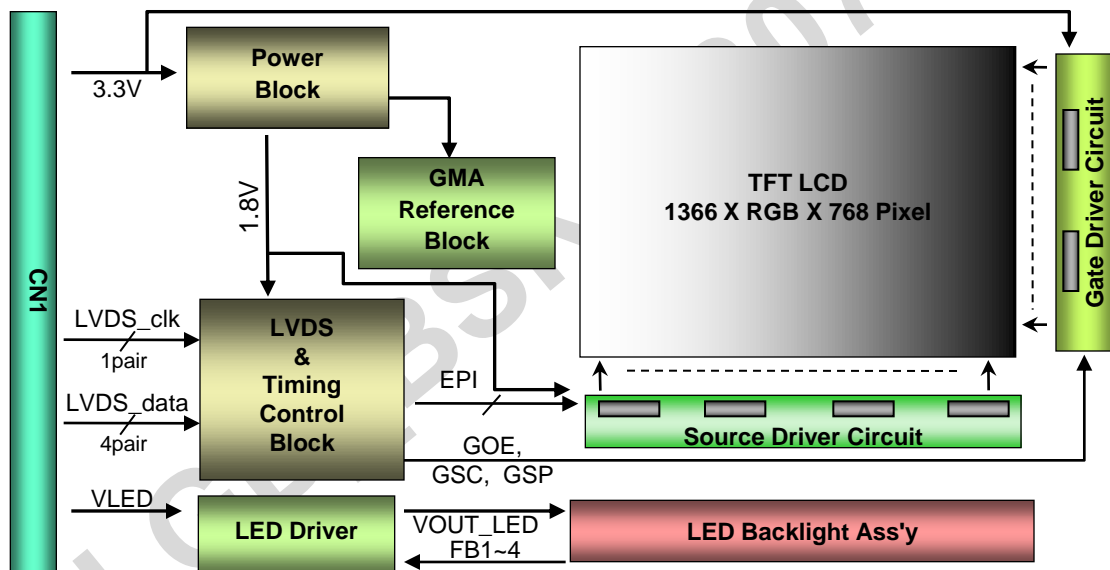 CN1
3.3V
Power
Block
1.8V
GMA
Reference
Block
TFT LCD
1366 X RGB X 768 Pixel
Gate Driver Circuit
LVDS_clk
1pair
LVDS_data
4pair
LVDS
&
Timing
Control
Block
EPI
Source Driver Circuit
GOE,
GSC, GSP
VLED
LED Driver
VOUT_LED
FB1~4
LED Backlight Ass'y